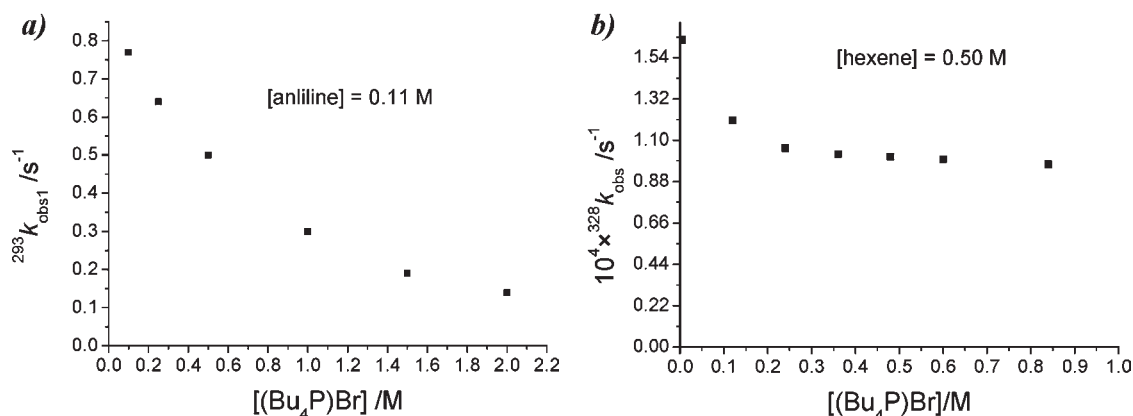 a)
0.8
0.7
0.6
0.5
0.4
0.3
0.2
0.1
0.0
²⁹³k_obs1 /s⁻¹
[anliline] = 0.11 M
0.0 0.2 0.4 0.6 0.8 1.0 1.2 1.4 1.6 1.8 2.0 2.2
[(Bu₄P)Br] /M
b)
1.54
1.32
1.10
0.88
0.66
0.44
0.22
0.00
10⁴×³²⁸k_obs /s⁻¹
[hexene] = 0.50 M
0.0 0.1 0.2 0.3 0.4 0.5 0.6 0.7 0.8 0.9 1.0
[(Bu₄P)Br]/M